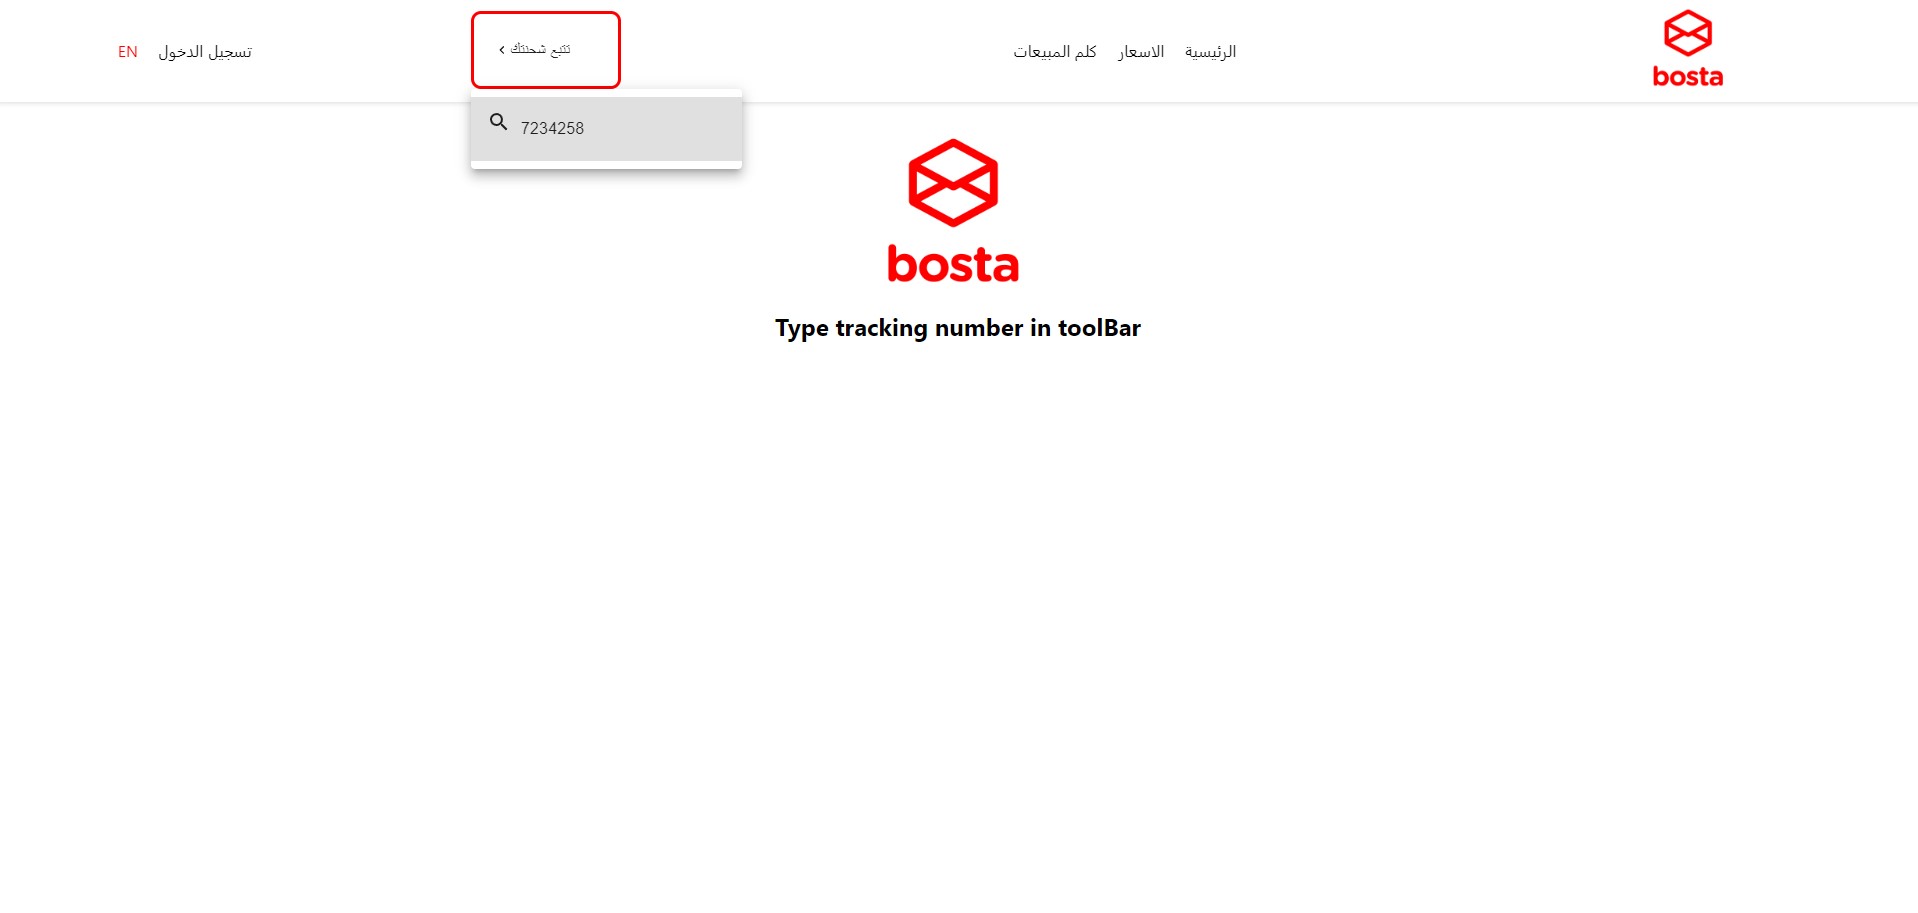 bosta
الرئيسية
الاسعار
كلم المبيعات
تتبع شحنتك
تسجيل الدخول
EN
7234258
bosta
Type tracking number in toolBar